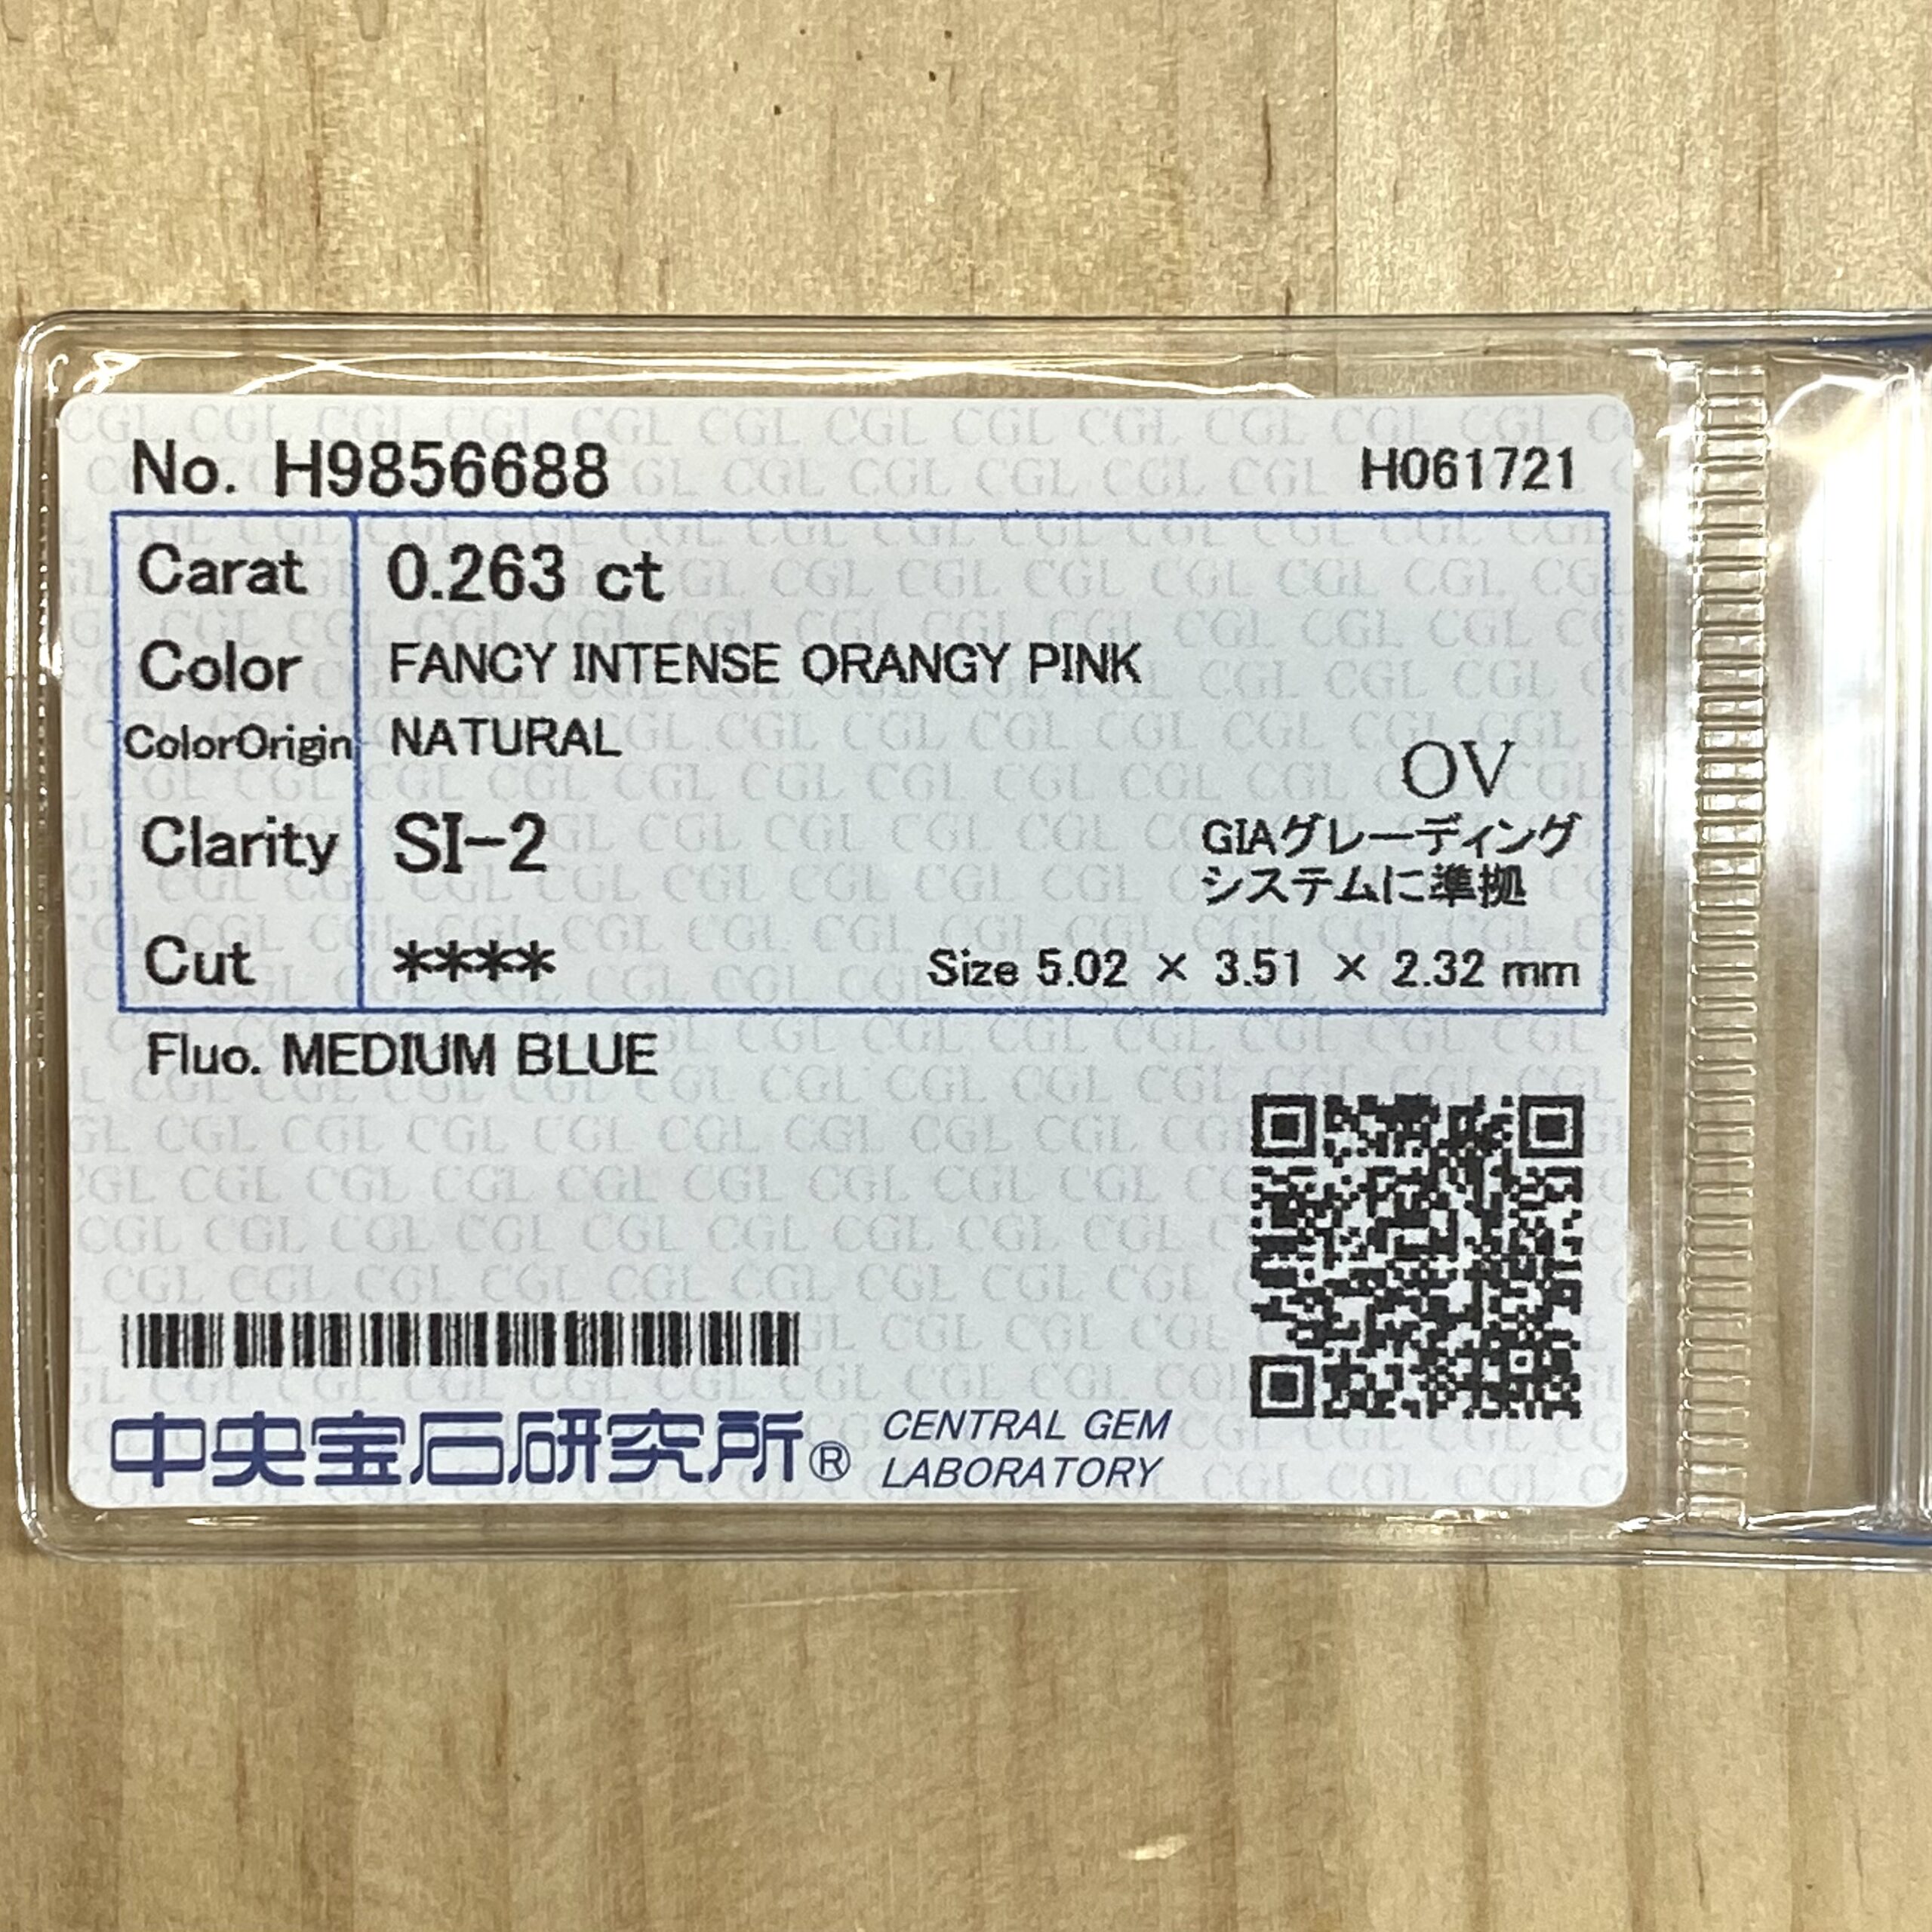 No. H9856688 H061721
Carat 0.263 ct
Color FANCY INTENSE ORANGY PINK
ColorOrigin NATURAL
OV
Clarity SI-2
GIAグレーディング
システムに準拠
Cut **** Size 5.02 × 3.51 × 2.32 mm
Fluo. MEDIUM BLUE
中央宝石研究所® CENTRAL GEM
LABORATORY